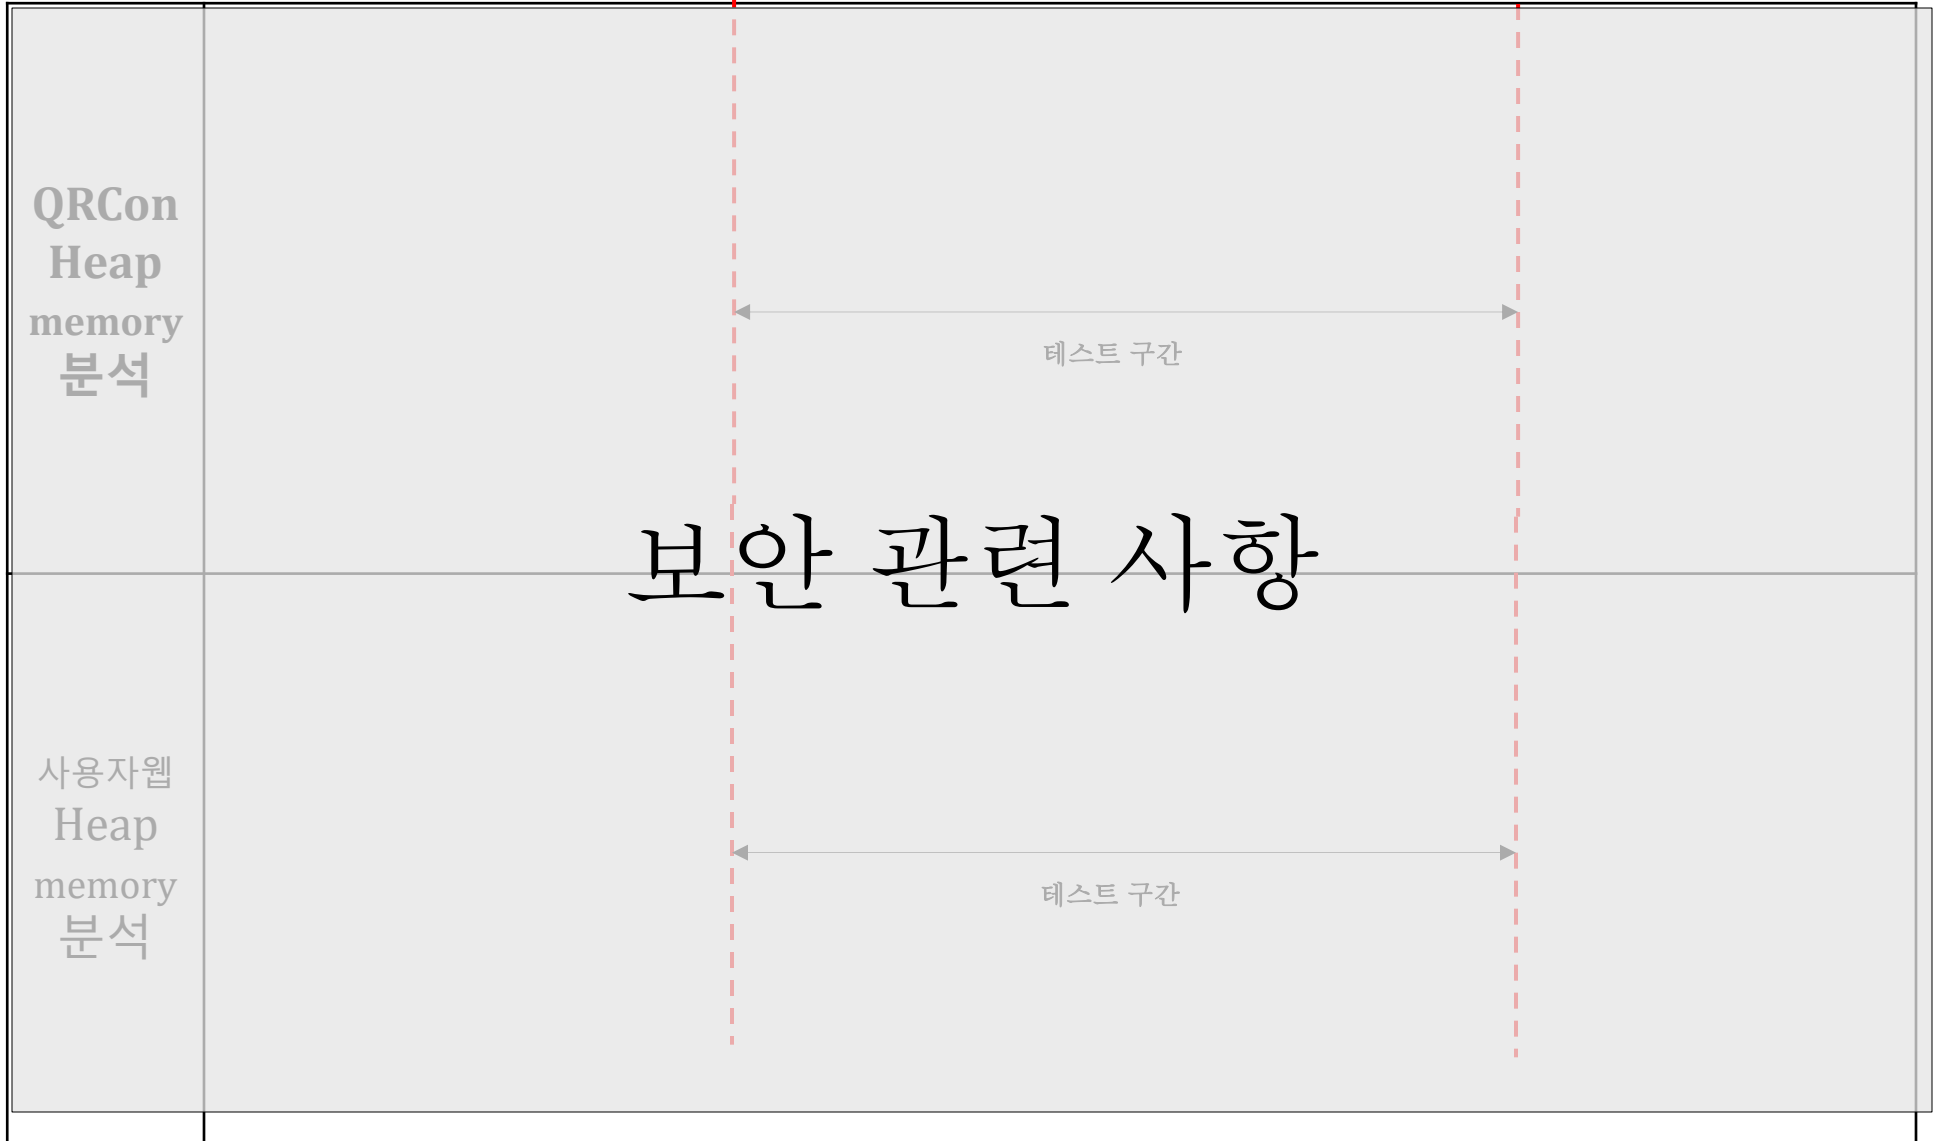 QRCon
Heap
memory
분석
테스트 구간
보안 관련 사항
사용자웹
Heap
memory
분석
테스트 구간